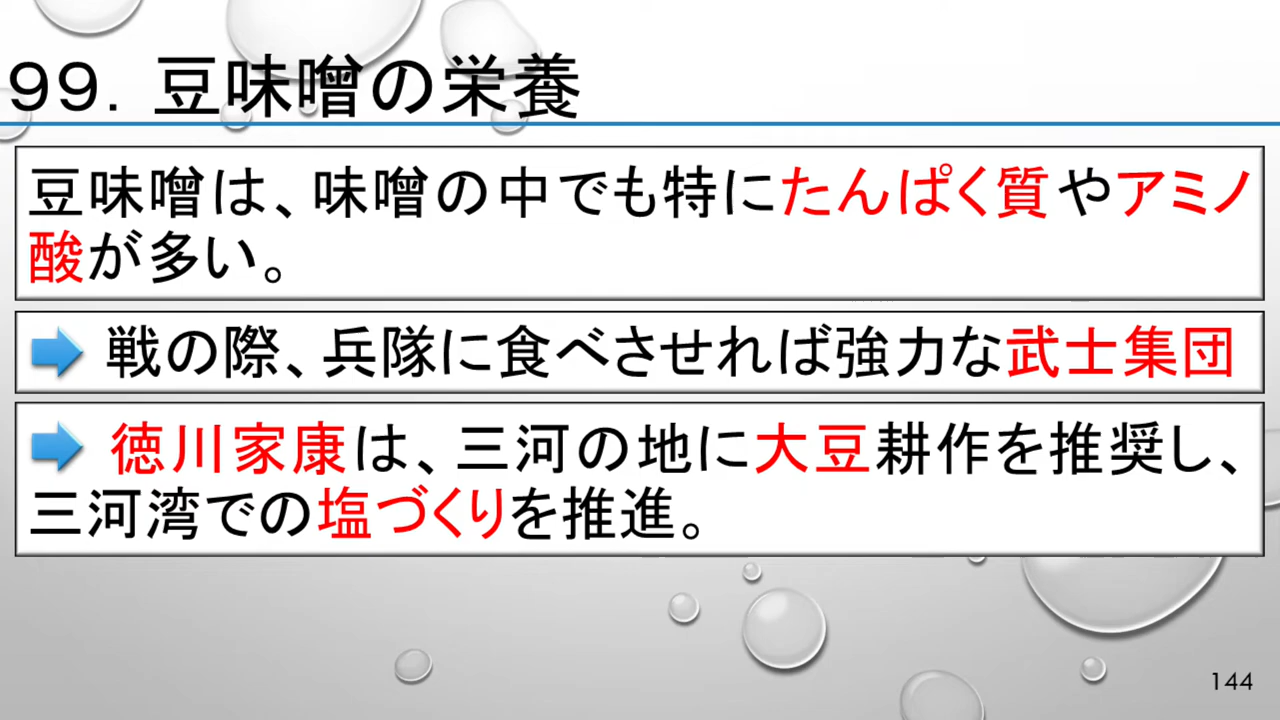 99．豆味噌の栄養
豆味噌は、味噌の中でも特にたんぱく質やアミノ
酸が多い。
戦の際、兵隊に食べさせれば強力な武士集団
徳川家康は、三河の地に大豆耕作を推奨し、
三河湾での塩づくりを推進。
144